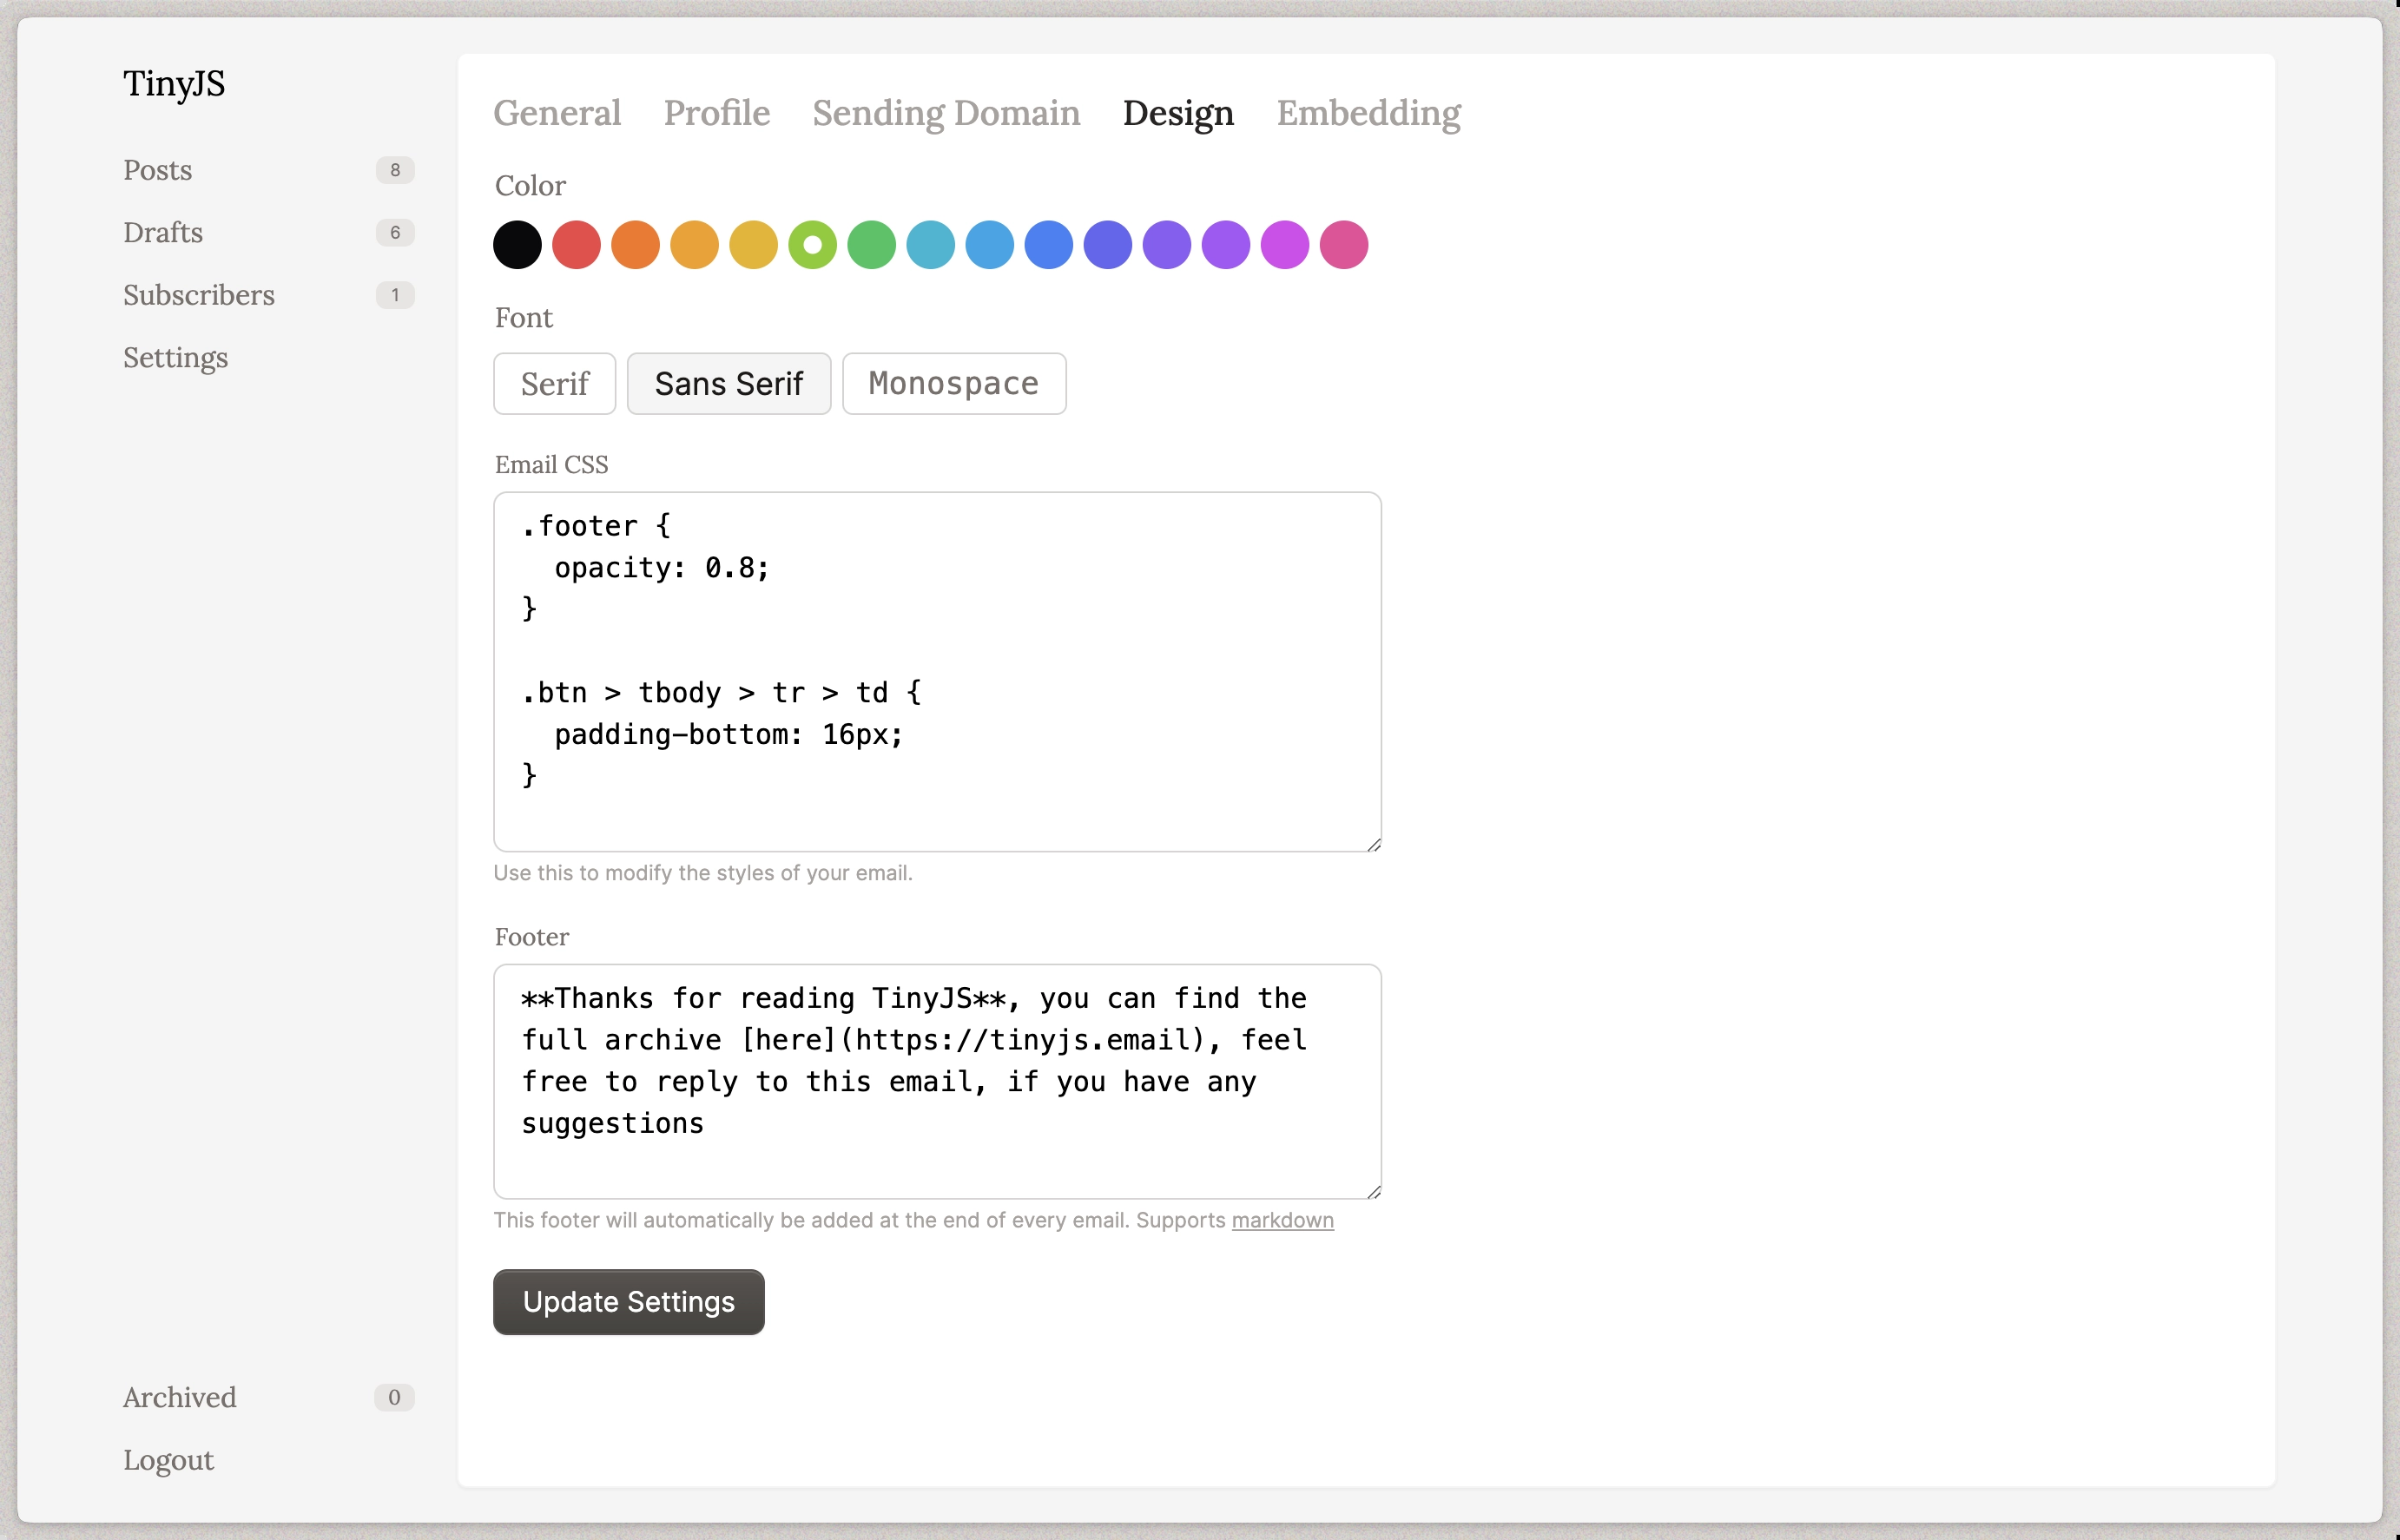 TinyJS
Posts 8
Drafts 6
Subscribers 1
Settings
Archived 0
Logout
General Profile Sending Domain Design Embedding
Color
Font
Serif Sans Serif Monospace
Email CSS
.footer {
  opacity: 0.8;
}

.btn > tbody > tr > td {
  padding-bottom: 16px;
}
Use this to modify the styles of your email.
Footer
**Thanks for reading TinyJS**, you can find the
full archive [here](https://tinyjs.email), feel
free to reply to this email, if you have any
suggestions
This footer will automatically be added at the end of every email. Supports markdown
Update Settings